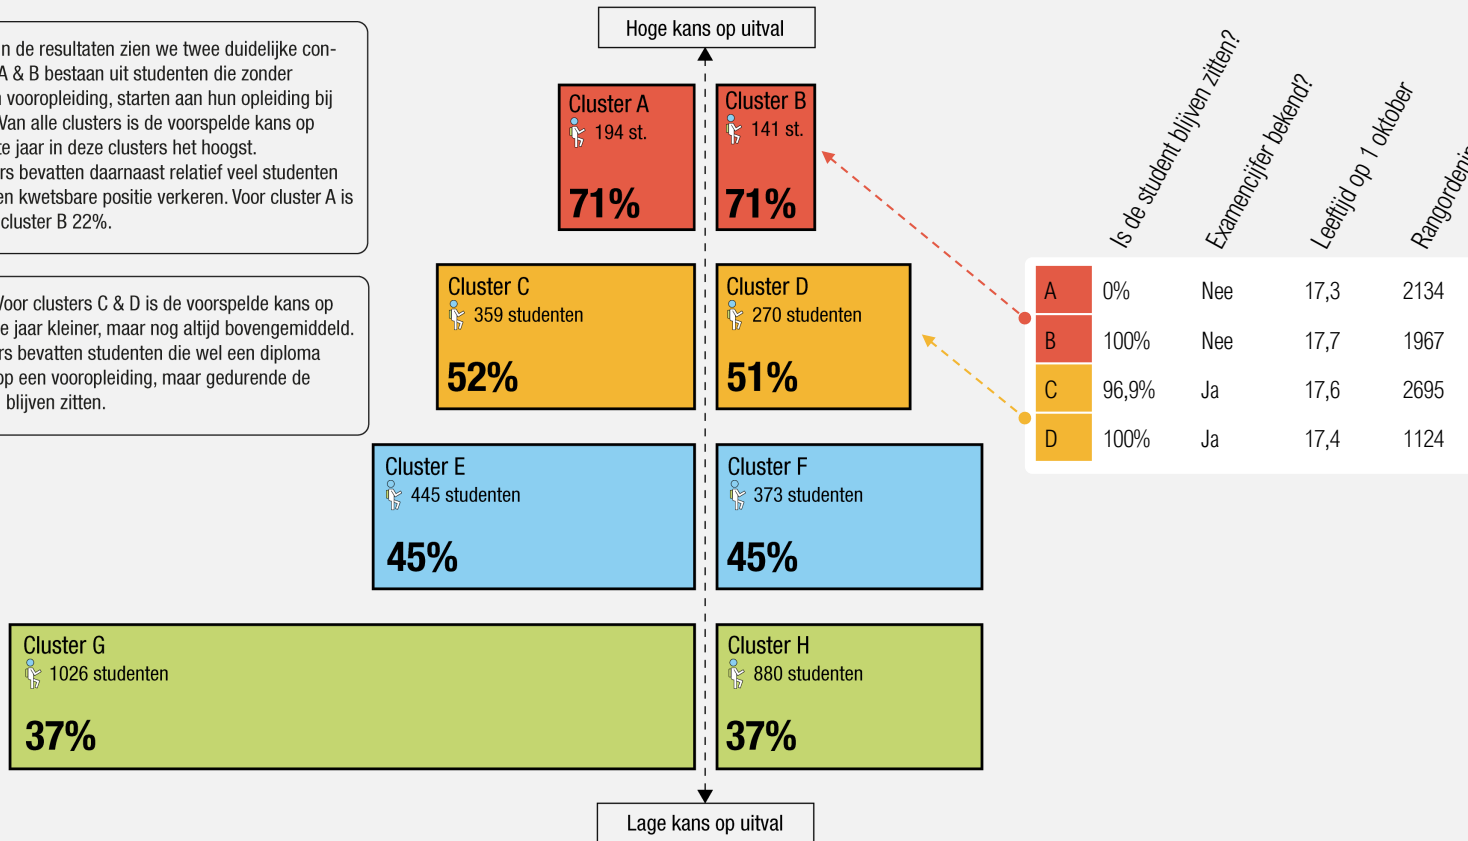 Hoge kans op uitval
n de resultaten zien we twee duidelijke con-
A & B bestaan uit studenten die zonder
vooropleiding, starten aan hun opleiding bij
Van alle clusters is de voorspelde kans op
te jaar in deze clusters het hoogst.
rs bevatten daarnaast relatief veel studenten
en kwetsbare positie verkeren. Voor cluster A is
cluster B 22%.
Voor clusters C & D is de voorspelde kans op
e jaar kleiner, maar nog altijd bovengemiddeld.
rs bevatten studenten die wel een diploma
op een vooropleiding, maar gedurende de
blijven zitten.
Cluster A
194 st.
71%
Cluster B
141 st.
71%
Cluster C
359 studenten
52%
Cluster D
270 studenten
51%
Cluster E
445 studenten
45%
Cluster F
373 studenten
45%
Cluster G
1026 studenten
37%
Cluster H
880 studenten
37%
Lage kans op uitval
Is de student blijven zitten?
Examencijfer bekend?
Leeftijd op 1 oktober
Rangordenin
A 0% Nee 17,3 2134
B 100% Nee 17,7 1967
C 96,9% Ja 17,6 2695
D 100% Ja 17,4 1124